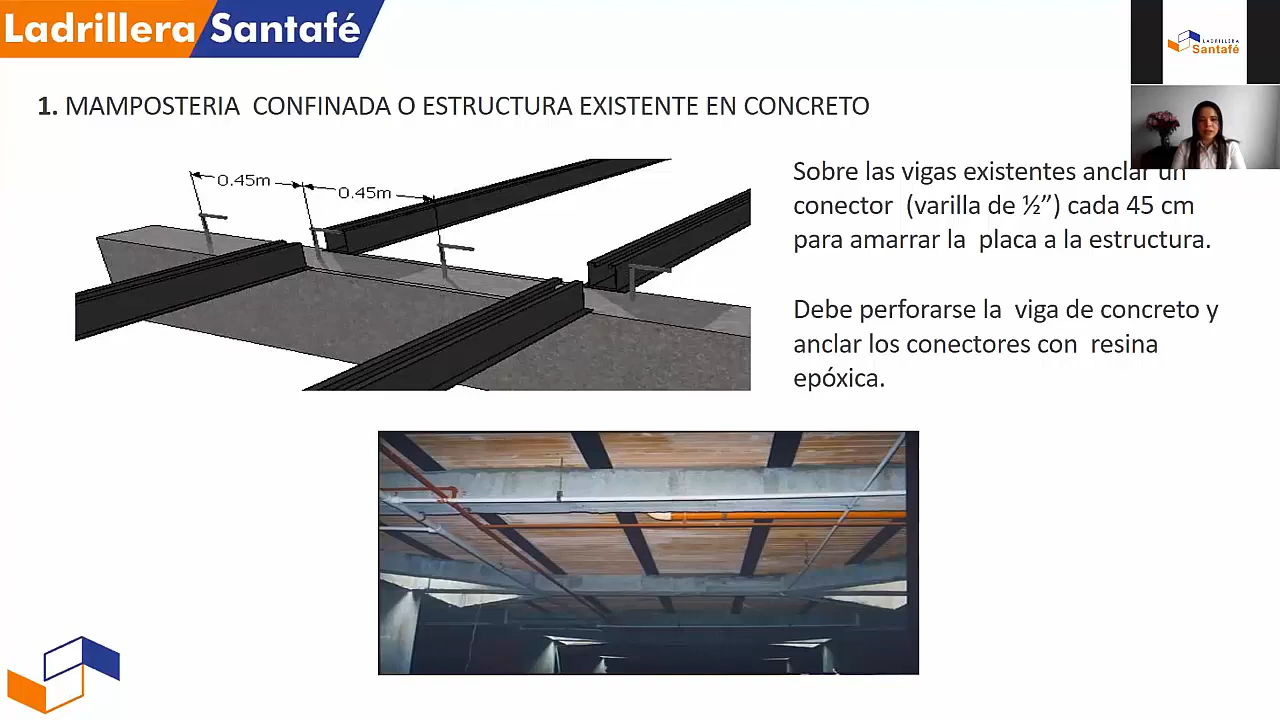 Ladrillera Santafé
LADRILLERA
Santafé
1. MAMPOSTERIA CONFINADA O ESTRUCTURA EXISTENTE EN CONCRETO
0.45m
0.45m
Sobre las vigas existentes anclar un
conector (varilla de ½”) cada 45 cm
para amarrar la placa a la estructura.
Debe perforarse la viga de concreto y
anclar los conectores con resina
epóxica.